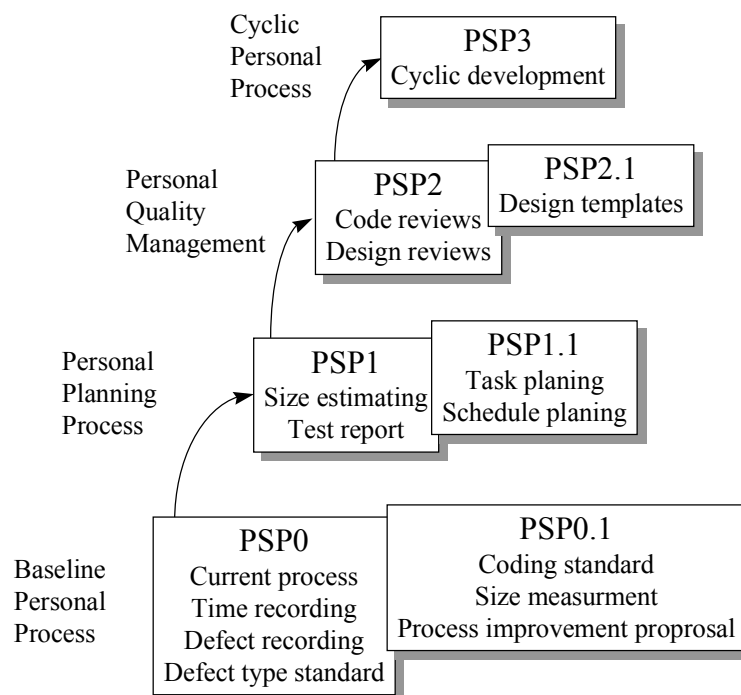 Cyclic
Personal
Process
PSP3
Cyclic development
Personal
Quality
Management
PSP2
Code reviews
Design reviews
PSP2.1
Design templates
Personal
Planning
Process
PSP1
Size estimating
Test report
PSP1.1
Task planing
Schedule planing
Baseline
Personal
Process
PSP0
Current process
Time recording
Defect recording
Defect type standard
PSP0.1
Coding standard
Size measurment
Process improvement proprosal